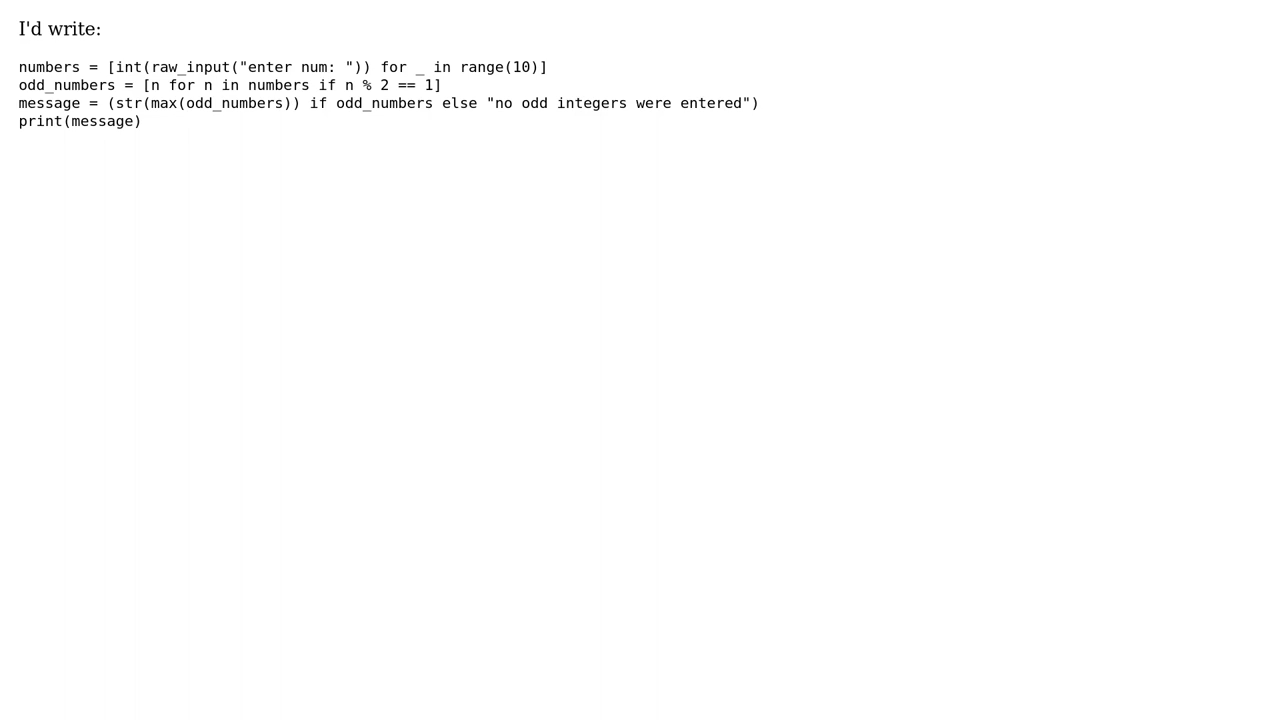 I'd write:
numbers = [int(raw_input("enter num: ")) for _ in range(10)]
odd_numbers = [n for n in numbers if n % 2 == 1]
message = (str(max(odd_numbers)) if odd_numbers else "no odd integers were entered")
print(message)